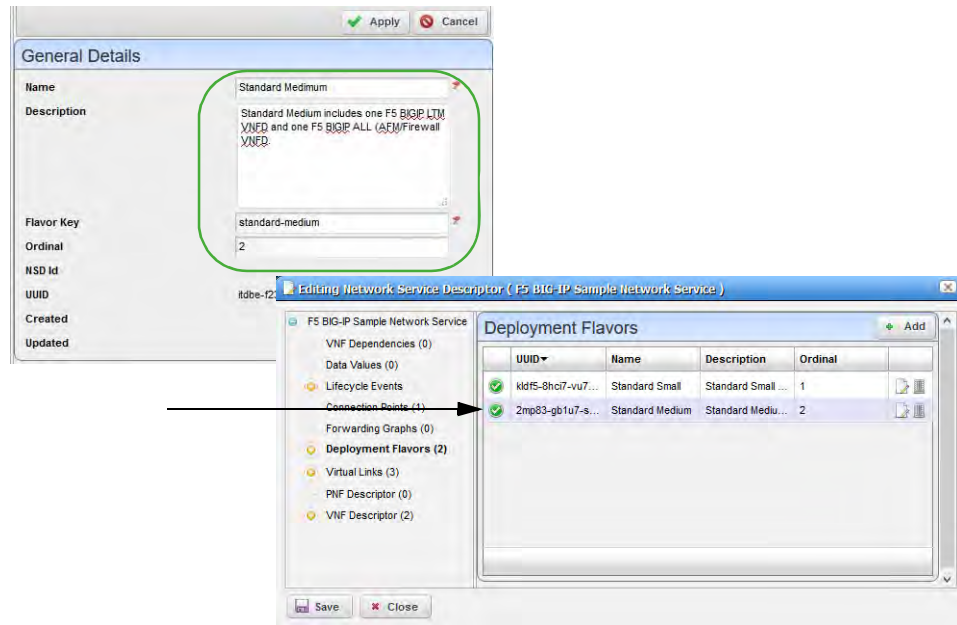 Apply Cancel
General Details
Name Standard Medimum
Description Standard Medium includes one F5 BIGIP LTM
VNFD and one F5 BIGIP ALL (AFM/Firewall
VNFD.
Flavor Key standard-medium
Ordinal 2
NSD Id
UUID
Created
Updated
Editing Network Service Descriptor ( F5 BIG-IP Sample Network Service )
F5 BIG-IP Sample Network Service
VNF Dependencies (0)
Data Values (0)
Lifecycle Events
Connection Points (1)
Forwarding Graphs (0)
Deployment Flavors (2)
Virtual Links (3)
PNF Descriptor (0)
VNF Descriptor (2)
Deployment Flavors Add
UUID Name Description Ordinal
kldf5-8hci7-vu7... Standard Small Standard Small ... 1
2mp83-gb1u7-s... Standard Medium Standard Mediu... 2
Save Close